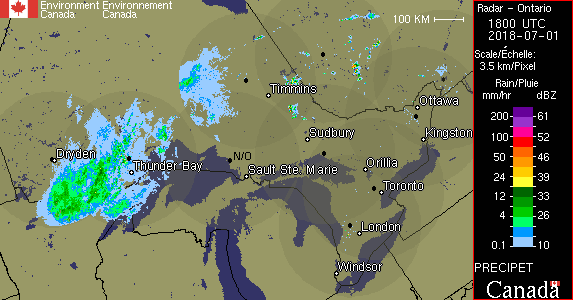 Environment Environnement
Canada Canada
100 KM
Timmins
Ottawa
Sudbury
Kingston
Dryden
N/O
Thunder Bay
Sault Ste. Marie
Orillia
Toronto
London
Windsor
Radar - Ontario
1800 UTC
2018-07-01
Scale/Échelle:
3.5 km/Pixel
Rain/Pluie
mm/hr dBZ
200 61
100 52
50 46
24 39
12 33
4 26
0.1 10
PRECIPET
Canada